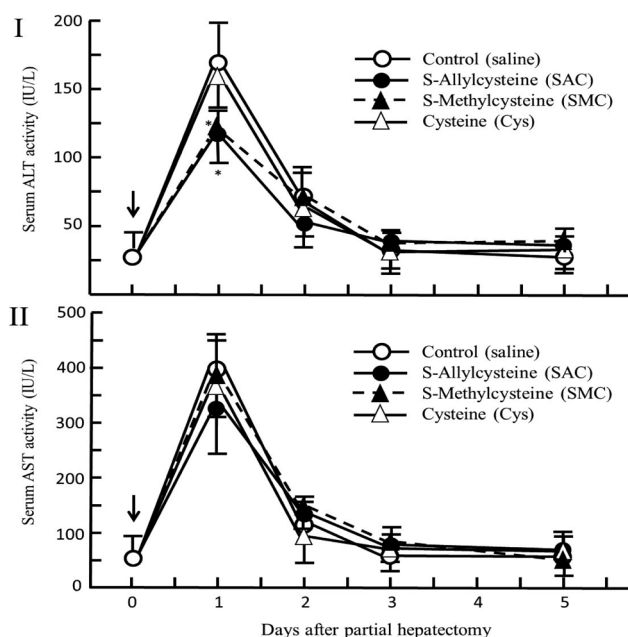 I
Serum ALT activity (IU/L)
200
150
100
50
Control (saline)
S-Allylcysteine (SAC)
S-Methylcysteine (SMC)
Cysteine (Cys)
*
*
II
Serum AST activity (IU/L)
500
400
300
200
100
0
Control (saline)
S-Allylcysteine (SAC)
S-Methylcysteine (SMC)
Cysteine (Cys)
0 1 2 3 4 5
Days after partial hepatectomy